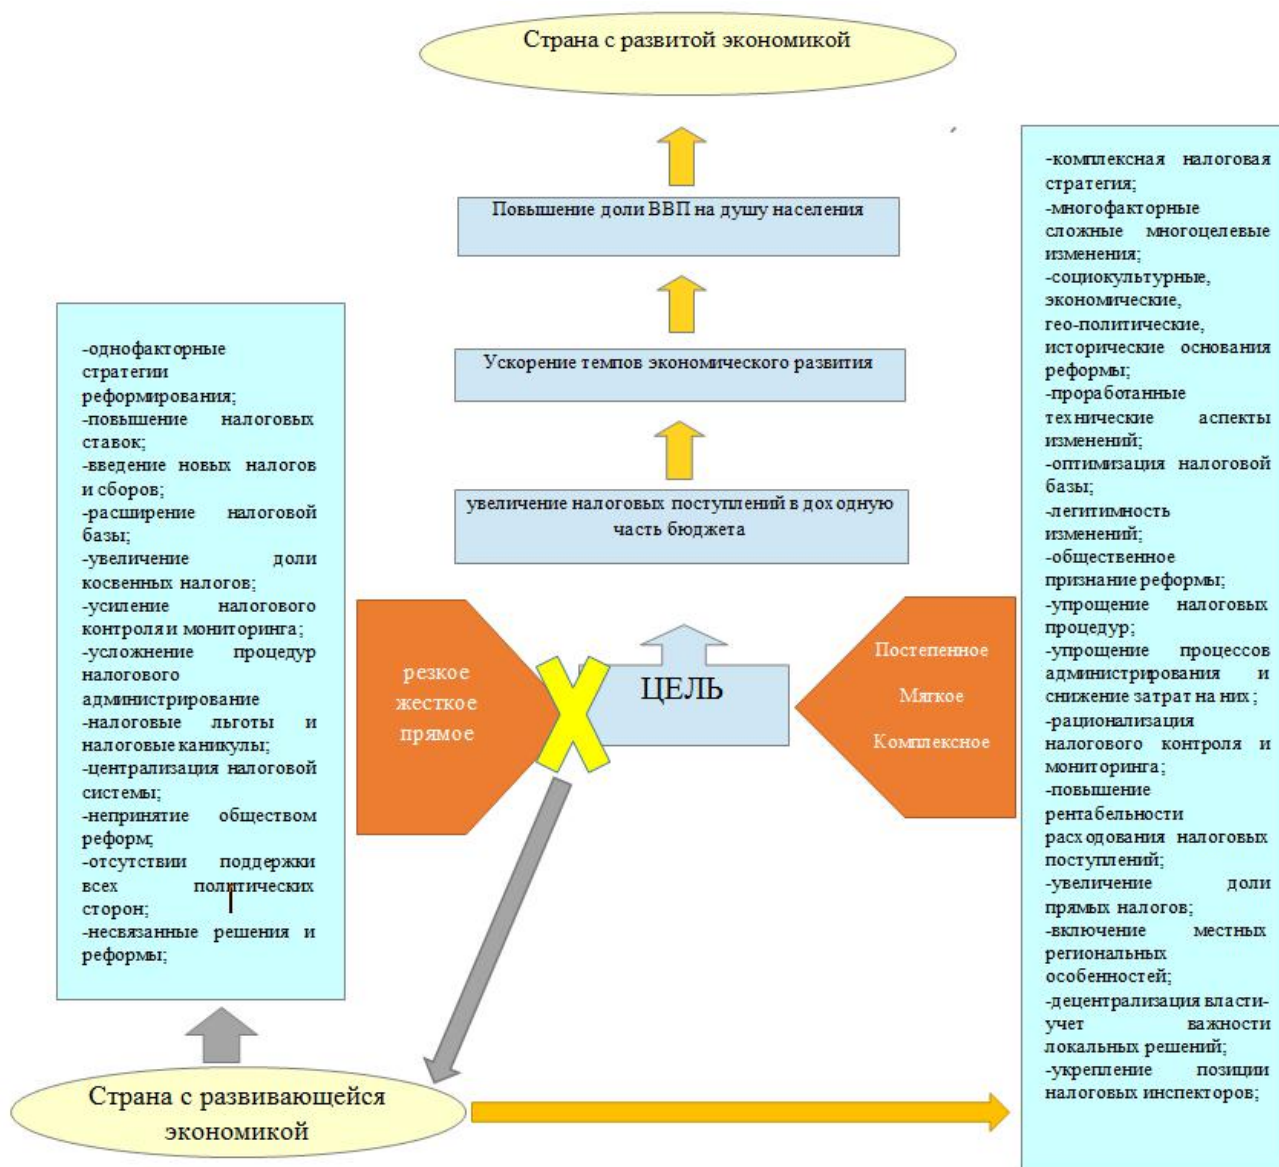 Страна с развитой экономикой
Повышение доли ВВП на душу населения
Ускорение темпов экономического развития
увеличение налоговых поступлений в доходную
часть бюджета
-однофакторные
стратегии
реформирования;
-повышение налоговых
ставок;
-введение новых налогов
и сборов;
-расширение налоговой
базы;
-увеличение доли
косвенных налогов;
-усиление налогового
контроля и мониторинга;
-усложнение процедур
налогового
администрирование
-налоговые льготы и
налоговые каникулы;
-централизация налоговой
системы;
-непринятие обществом
реформ;
-отсутствии поддержки
всех политических
сторон;
-несвязанные решения и
реформы;
резкое
жесткое
прямое
ЦЕЛЬ
Постепенное
Мягкое
Комплексное
-комплексная налоговая
стратегия;
-многофакторные
сложные многоцелевые
изменения;
-социокультурные,
экономические,
гео-политические,
исторические основания
реформы;
-проработанные
технические аспекты
изменений;
-оптимизация налоговой
базы;
-легитимность
изменений;
-общественное
признание реформы;
-упрощение налоговых
процедур;
-упрощение процессов
администрирования и
снижение затрат на них;
-рационализация
налогового контроля и
мониторинга;
-повышение
рентабельности
расходования налоговых
поступлений;
-увеличение доли
прямых налогов;
-включение местных
региональных
особенностей;
-децентрализация власти-
учет важности
локальных решений;
-укрепление позиции
налоговых инспекторов;
Страна с развивающейся
экономикой